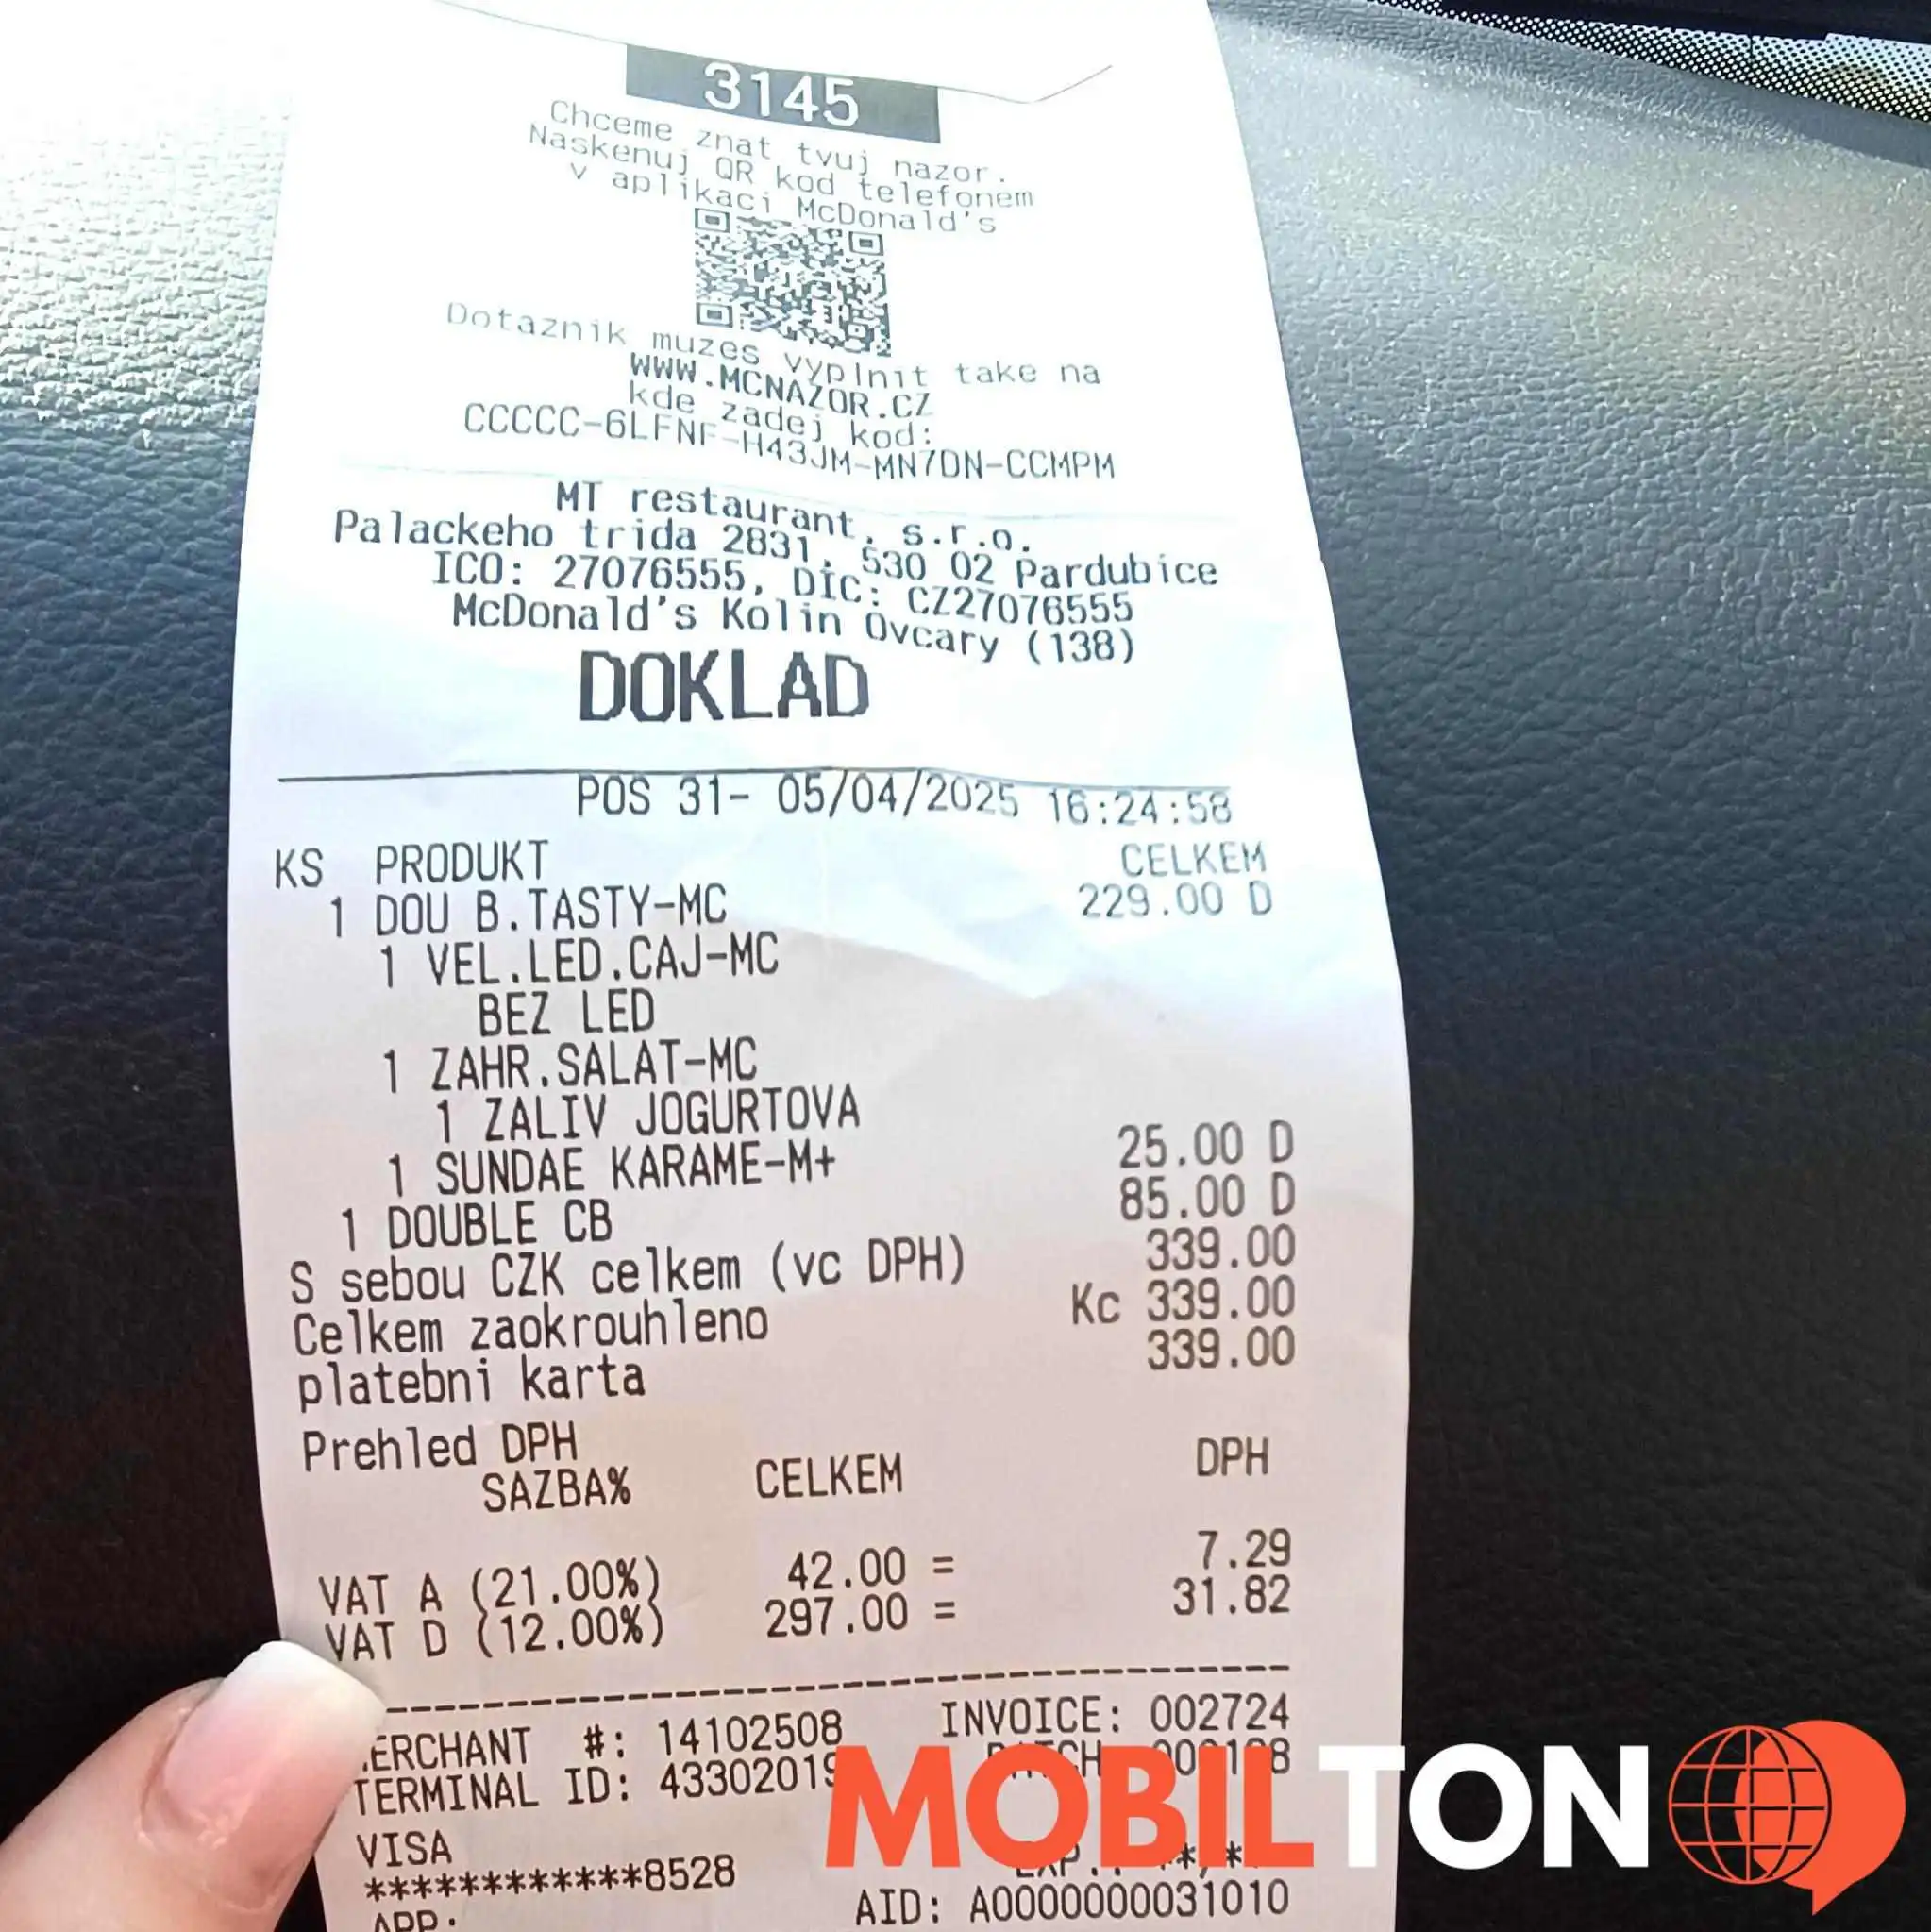 3145
Chceme znat tvuj nazor.
Naskenuj QR kod telefonem
v aplikaci McDonald's
Dotaznik muzes vyplnit take na
WWW.MCNAZOR.CZ
kde zadej kod:
CCCCC-6LFNF-H43JM-MN7DN-CCMPM
MT restaurant, s.r.o.
Palackeho trida 2831, 530 02 Pardubice
ICO: 27076555, DIC: CZ27076555
McDonald's Kolin Ovcary (138)
DOKLAD
POS 31- 05/04/2025 16:24:58
KS PRODUKT CELKEM
1 DOU B.TASTY-MC 229.00 D
1 VEL.LED.CAJ-MC
BEZ LED
1 ZAHR.SALAT-MC
1 ZALIV JOGURTOVA
1 SUNDAE KARAME-M+ 25.00 D
1 DOUBLE CB 85.00 D
S sebou CZK celkem (vc DPH) 339.00
Celkem zaokrouhleno Kc 339.00
platebni karta 339.00
Prehled DPH
SAZBA% CELKEM DPH
VAT A (21.00%) 42.00 = 7.29
VAT D (12.00%) 297.00 = 31.82
MERCHANT #: 14102508 INVOICE: 002724
TERMINAL ID: 43302019
VISA
************8528
AID: A0000000031010
APP:
MOBILTON